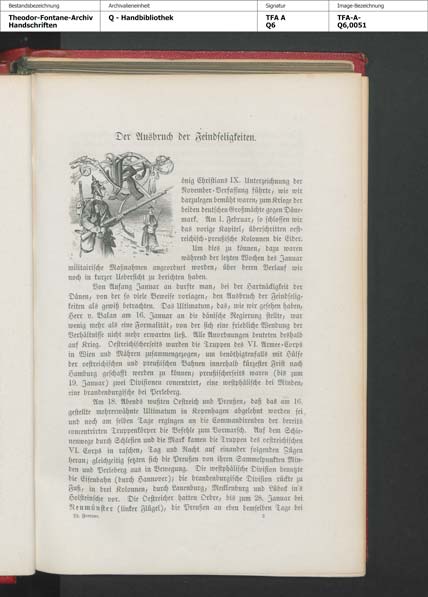 Bestandsbezeichnung
Archivalieneinheit
Signatur
Image-Bezeichnung
Theodor-Fontane-Archiv
Handschriften
Q - Handbibliothek
TFA A
Q6
TFA-A-
Q6,0051
Der Ausbruch der Feindseligkeiten.
König Christians IX. Unterzeichnung der
November-Verfassung führte, wie wir
darzulegen bemüht waren, zum Kriege der
beiden deutschen Großmächte gegen Däne-
mark. Am 1. Februar, so schlossen wir
das vorige Kapitel, überschritten oest-
reichisch-preußische Kolonnen die Eider.
Um dies zu können, dazu waren
während der letzten Wochen des Januar
militairische Maßnahmen angeordnet worden, über deren Verlauf wir
noch in kurzer Uebersicht zu berichten haben.
Von Anfang Januar an durfte man, bei der Hartnäckigkeit der
Dänen, von der so viele Beweise vorlagen, den Ausbruch der Feindselig-
keiten als gewiß betrachten. Das Ultimatum, das, wie wir gesehen haben,
Herr v. Balan am 16. Januar an die dänische Regierung stellte, war
wenig mehr als eine Formalität, von der sich eine friedliche Wendung der
Verhältnisse nicht mehr erwarten ließ. Alle Anordnungen deuteten deshalb
auf Krieg. Oestreichischerseits wurden die Truppen des VI. Armee-Corps
in Wien und Mähren zusammengezogen, um benöthigtenfalls mit Hülfe
der oestreichischen und preußischen Bahnen innerhalb kürzester Frist nach
Hamburg geschafft werden zu können; preußischerseits waren (bis zum
19. Januar) zwei Divisionen concentrirt, eine westphälische bei Minden,
eine brandenburgische bei Perleberg.
Am 18. Abends wußten Oestreich und Preußen, daß das am 16.
gestellte mehrerwähnte Ultimatum in Kopenhagen abgelehnt worden sei,
und noch am selben Tage ergingen an die Commandirenden der bereits
concentrirten Truppenkörper die Befehle zum Vormarsch. Auf dem Schie-
nenwege durch Schlesien und die Mark kamen die Truppen des oestreichischen
VI. Corps in raschen, Tag und Nacht auf einander folgenden Zügen
heran; gleichzeitig setzten sich die Preußen von ihren Sammelpunkten Min-
den und Perleberg aus in Bewegung. Die westphälische Division benutzte
die Eisenbahn (durch Hannover); die brandenburgische Division rückte zu
Fuß, in drei Kolonnen, durch Lauenburg, Mecklenburg und Lübeck in's
Holsteinsche vor. Die Oestreicher hatten Ordre, bis zum 28. Januar bei
Neumünster (linker Flügel), die Preußen an eben demselben Tage bei
Th. Fontane.
3